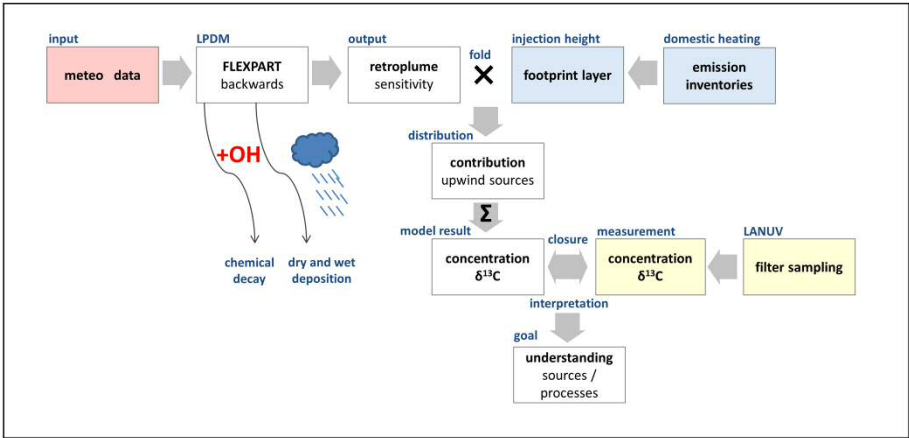 input
LPDM
output
injection height
domestic heating
meteo data
FLEXPART
backwards
retroplume
sensitivity
fold
×
footprint layer
emission
inventories
+OH
distribution
contribution
upwind sources
Σ
chemical
decay
dry and wet
deposition
model result
closure
measurement
LANUV
concentration
δ¹³C
concentration
δ¹³C
filter sampling
interpretation
goal
understanding
sources /
processes